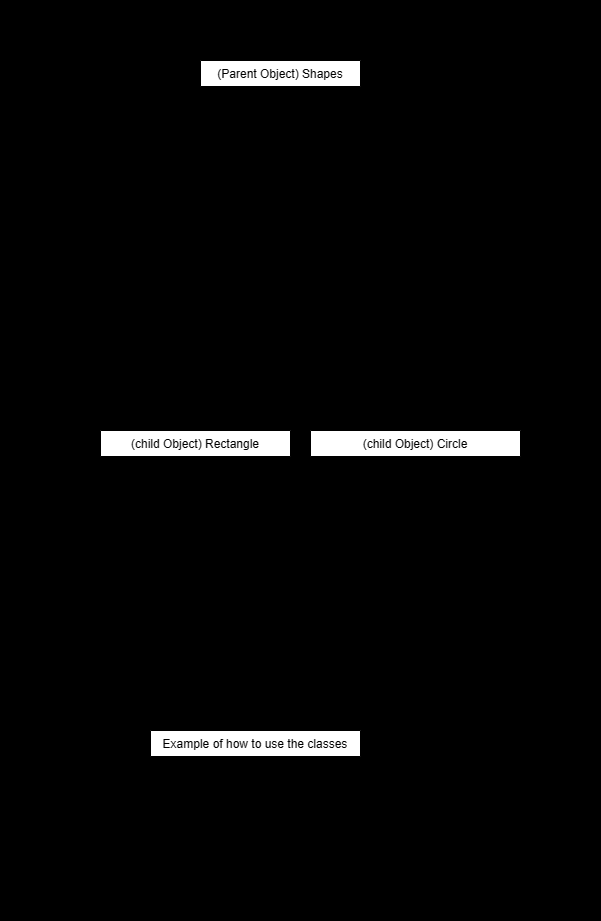 (Parent Object) Shapes
(child Object) Rectangle
(child Object) Circle
Example of how to use the classes